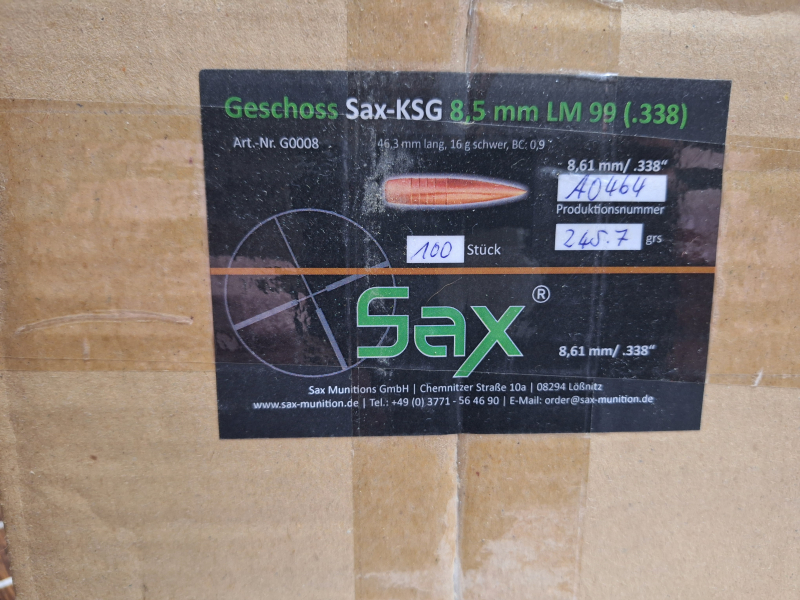 Geschoss Sax-KSG 8,5 mm LM 99 (.338)
Art.-Nr. G0008
46,3 mm lang, 16 g schwer, BC: 0,9
8,61 mm/ .338“
A0464
Produktionsnummer
245.7 grs
100 Stück
Sax ®
8,61 mm/ .338“
Sax Munitions GmbH | Chemnitzer Straße 10a | 08294 Lößnitz
www.sax-munition.de | Tel.: +49 (0) 3771 - 56 46 90 | E-Mail: order@sax-munition.de